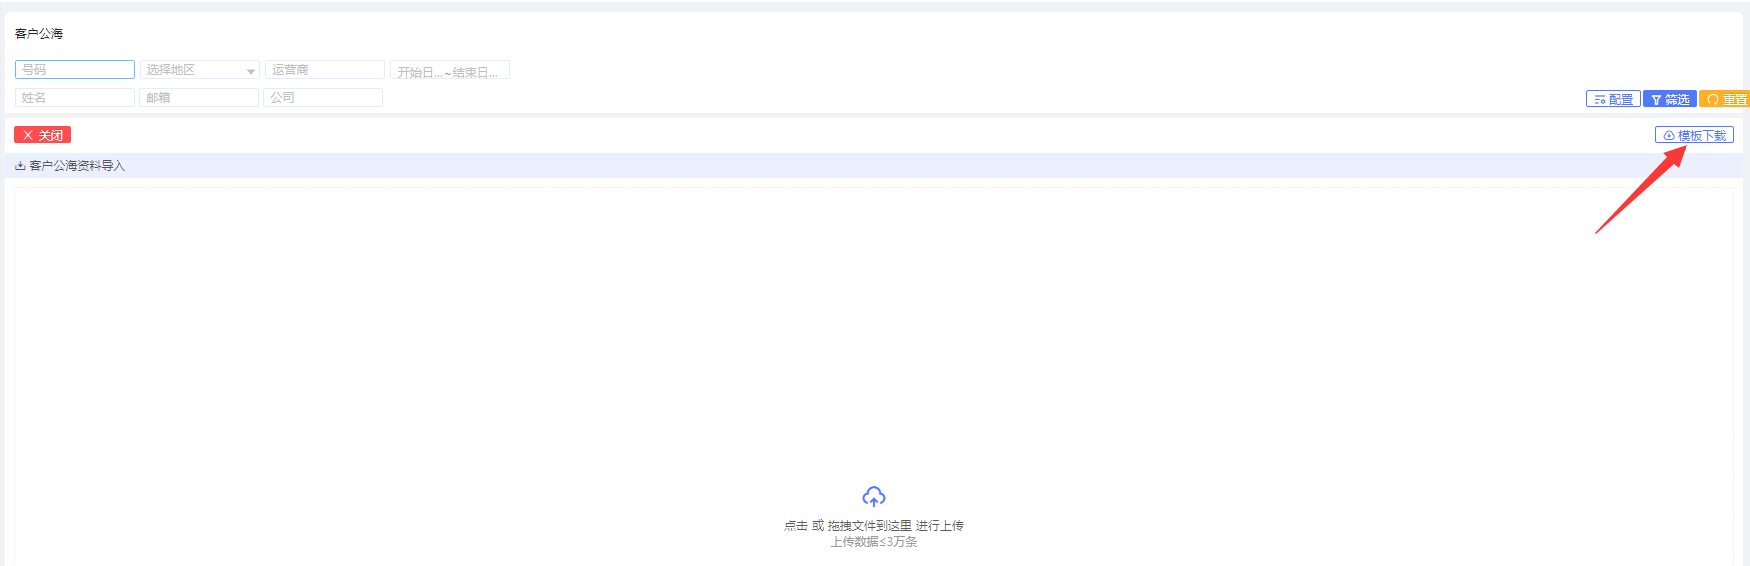 客户公海
号码 选择地区 运营商 开始日...~结束日...
姓名 邮箱 公司 配置 筛选 重置
关闭 模板下载
客户公海资料导入
点击 或 拖拽文件到这里 进行上传
上传数据≤3万条